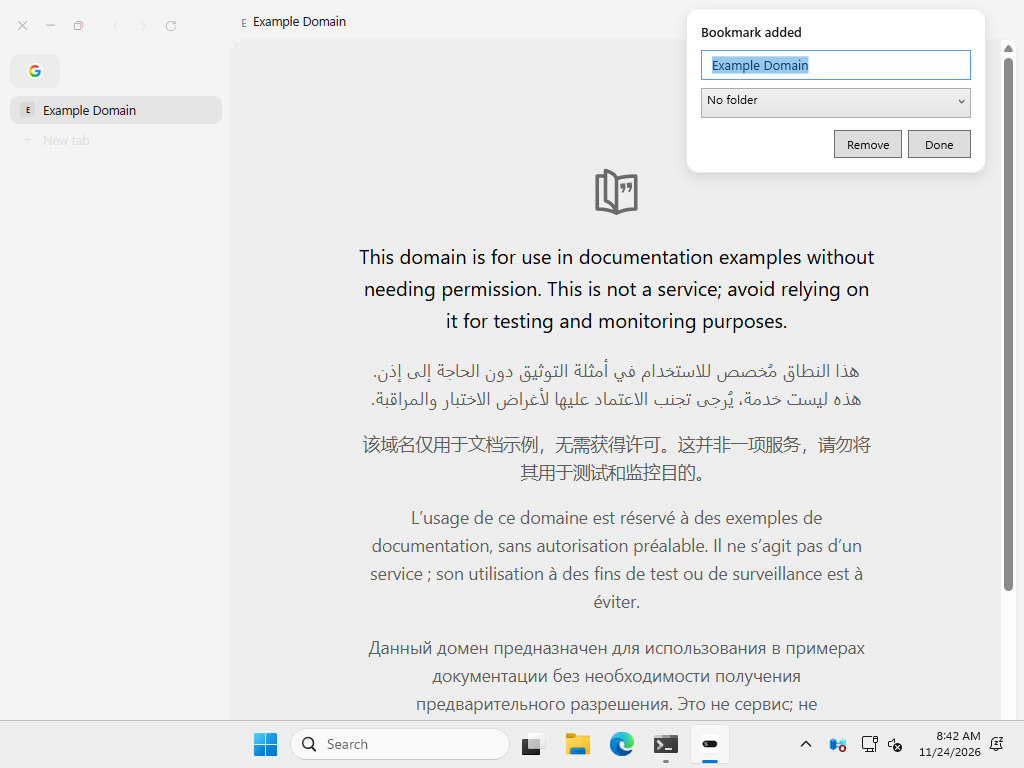 E Example Domain
Bookmark added
Example Domain
No folder
Remove
Done
E Example Domain
+ New tab
This domain is for use in documentation examples without
needing permission. This is not a service; avoid relying on
it for testing and monitoring purposes.
هذا النطاق مُخصص للاستخدام في أمثلة التوثيق دون الحاجة إلى إذن.
هذه ليست خدمة، يُرجى تجنب الاعتماد عليها لأغراض الاختبار والمراقبة.
该域名仅用于文档示例，无需获得许可。这并非一项服务，请勿将
其用于测试和监控目的。
L’usage de ce domaine est réservé à des exemples de
documentation, sans autorisation préalable. Il ne s’agit pas d’un
service ; son utilisation à des fins de test ou de surveillance est à
éviter.
Данный домен предназначен для использования в примерах
документации без необходимости получения
предварительного разрешения. Это не сервис; не
Search
8:42 AM
11/24/2026